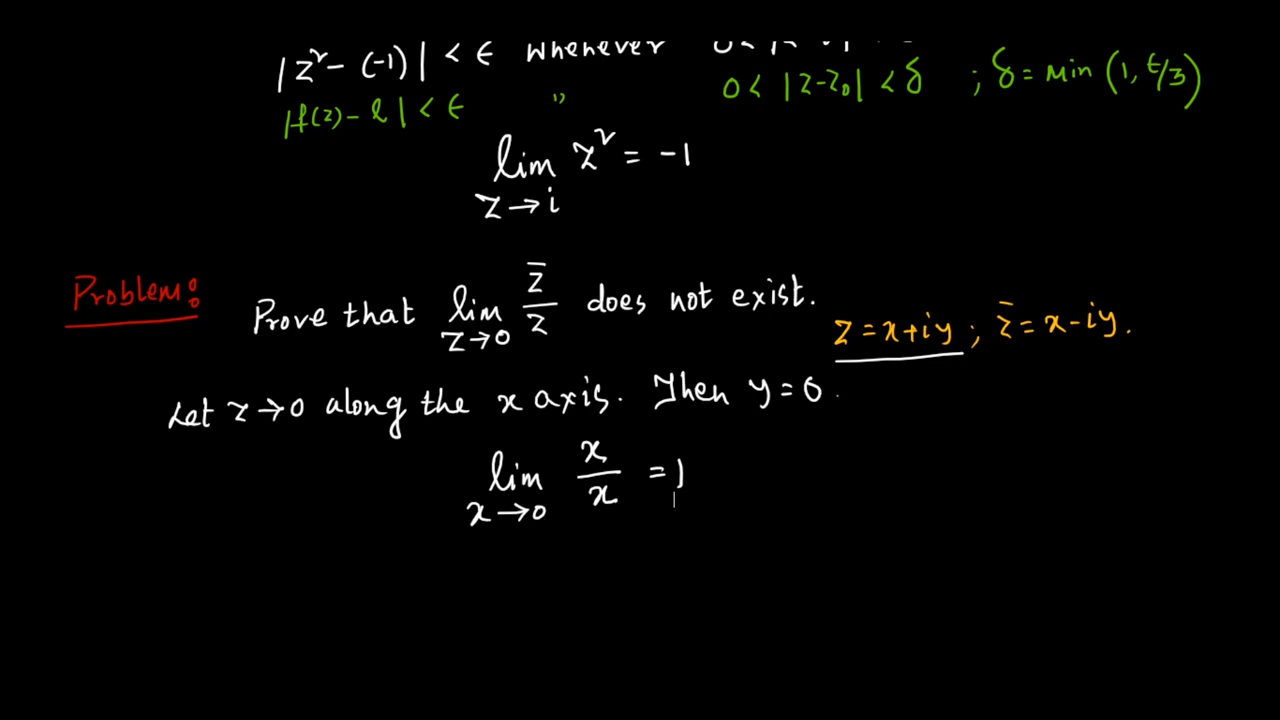 |z² - (-1)| < ε whenever 0 < |
|f(z) - l| < ε " 0 < |z-z₀| < δ ; δ = min (1, ε/3)
lim z² = -1
z→i
Problem: Prove that lim z̄/z does not exist.
z→0
z = x+iy ; z̄ = x-iy.
Let z→0 along the x axis. Then y = 0.
lim x/x = 1
x→0